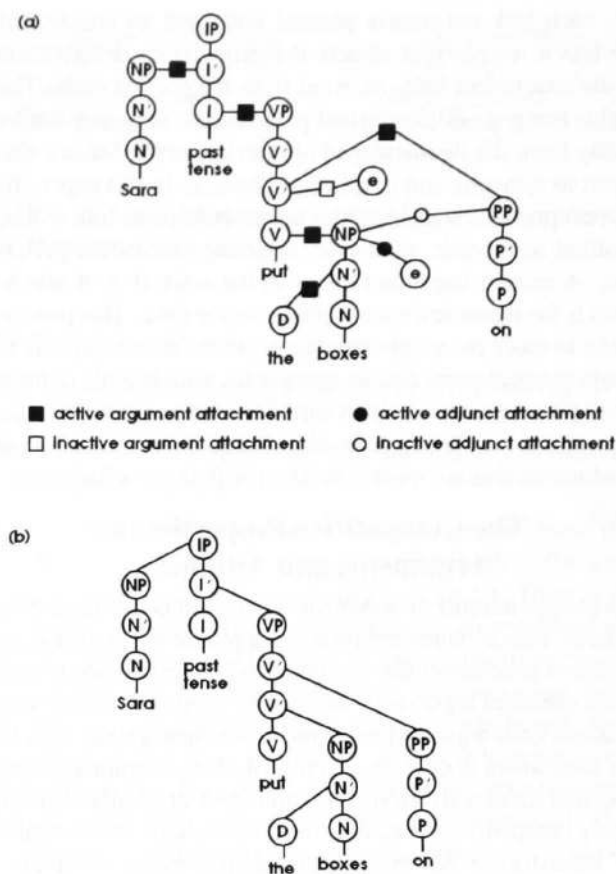 (a)
IP
NP I'
N' I VP
N past tense V'
Sara V' e
PP
V NP
P'
put N' e
P
D N
on
the boxes
active argument attachment active adjunct attachment
inactive argument attachment inactive adjunct attachment
(b)
IP
NP I'
N' I VP
N past tense V'
Sara V'
V NP PP
put N' P'
D N P
the boxes on